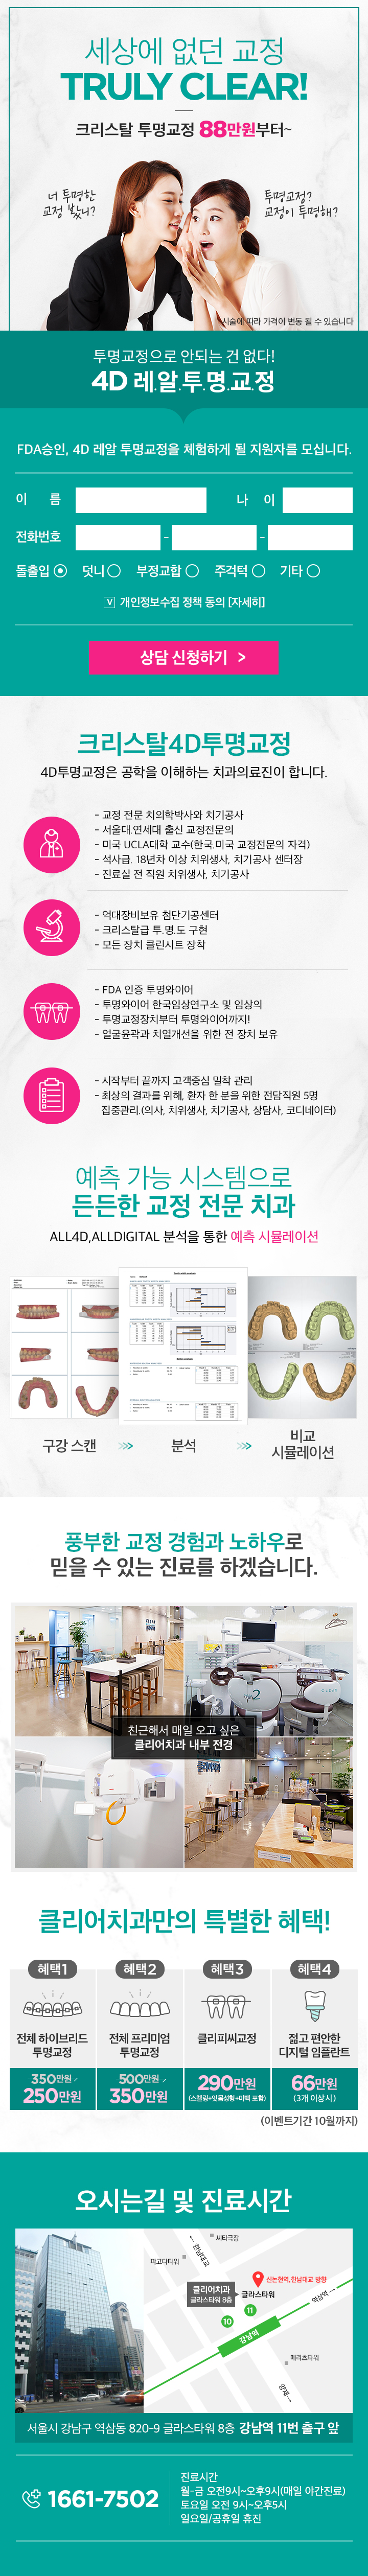 세상에 없던 교정
TRULY CLEAR!
크리스탈 투명교정 88만원부터~
너 투명한
교정 봤니?
투명교정?
교정이 투명해?
*시술에 따라 가격이 변동 될 수 있습니다
투명교정으로 안되는 건 없다!
4D 레.알.투.명.교.정
FDA승인, 4D 레알 투명교정을 체험하게 될 지원자를 모십니다.
이 름
나 이
전화번호 - -
돌출입 덧니 부정교합 주걱턱 기타
V 개인정보수집 정책 동의 [자세히]
상담 신청하기 >
크리스탈4D투명교정
4D투명교정은 공학을 이해하는 치과의료진이 합니다.
- 교정 전문 치의학박사와 치기공사
- 서울대.연세대 출신 교정전문의
- 미국 UCLA대학 교수(한국.미국 교정전문의 자격)
- 석사급. 18년차 이상 치위생사, 치기공사 센터장
- 진료실 전 직원 치위생사, 치기공사
- 억대장비보유 첨단기공센터
- 크리스탈급 투.명.도 구현
- 모든 장치 클린시트 장착
- FDA 인증 투명와이어
- 투명와이어 한국임상연구소 및 임상의
- 투명교정장치부터 투명와이어까지!
- 얼굴윤곽과 치열개선을 위한 전 장치 보유
- 시작부터 끝까지 고객중심 밀착 관리
- 최상의 결과를 위해, 환자 한 분을 위한 전담직원 5명
집중관리.(의사, 치위생사, 치기공사, 상담사, 코디네이터)
예측 가능 시스템으로
든든한 교정 전문 치과
ALL4D,ALLDIGITAL 분석을 통한 예측 시뮬레이션
구강 스캔
분석
비교
시뮬레이션
풍부한 교정 경험과 노하우로
믿을 수 있는 진료를 하겠습니다.
친근해서 매일 오고 싶은
클리어치과 내부 전경
클리어치과만의 특별한 혜택!
혜택1
전체 하이브리드
투명교정
350만원
250만원
혜택2
전체 프리미엄
투명교정
500만원
350만원
혜택3
클리피씨교정
290만원
(스켈링+잇몸성형+미백 포함)
혜택4
젊고 편안한
디지털 임플란트
66만원
(3개 이상시)
(이벤트기간 10월까지)
오시는길 및 진료시간
씨티극장
← 한남대교
파고다타워
신논현역.한남대교 방향
클리어치과
글라스타워 8층
글라스타워
역삼역 →
11
10
강남역
메리츠타워
양재 →
서울시 강남구 역삼동 820-9 글라스타워 8층 강남역 11번 출구 앞
1661-7502
진료시간
월-금 오전9시~오후9시(매일 야간진료)
토요일 오전 9시~오후5시
일요일/공휴일 휴진